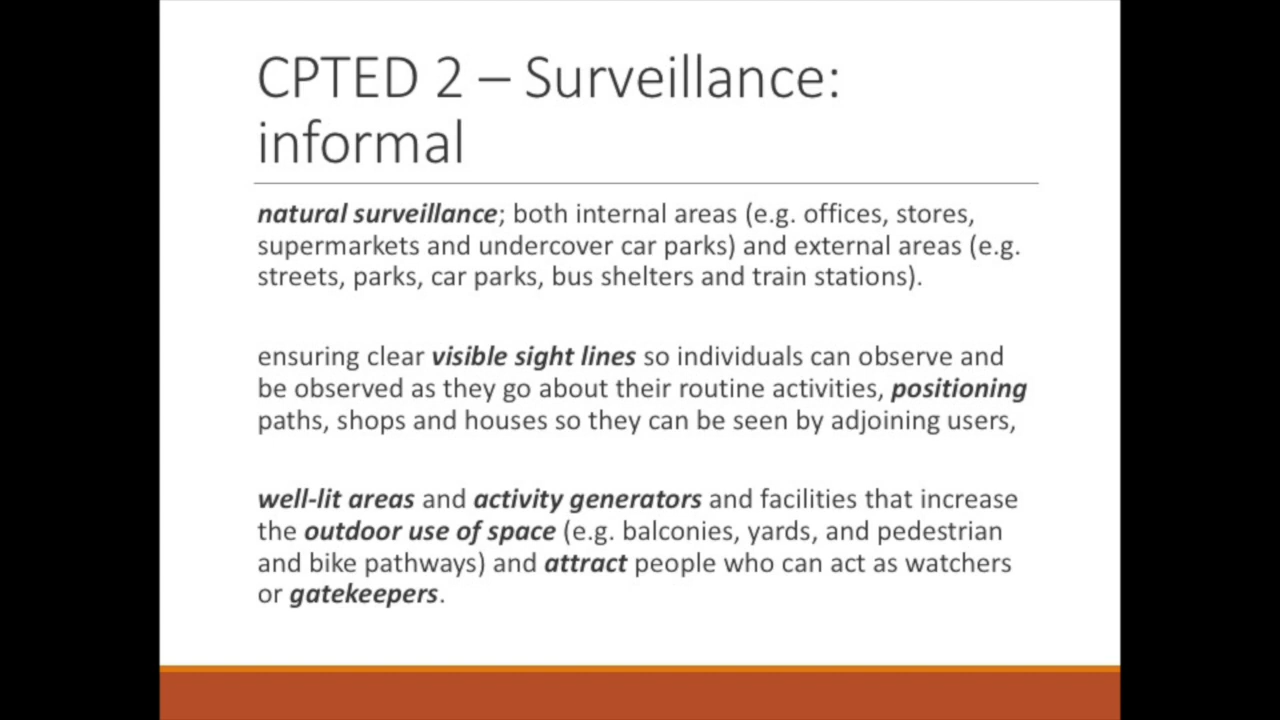 CPTED 2 – Surveillance:
informal
natural surveillance; both internal areas (e.g. offices, stores,
supermarkets and undercover car parks) and external areas (e.g.
streets, parks, car parks, bus shelters and train stations).
ensuring clear visible sight lines so individuals can observe and
be observed as they go about their routine activities, positioning
paths, shops and houses so they can be seen by adjoining users,
well-lit areas and activity generators and facilities that increase
the outdoor use of space (e.g. balconies, yards, and pedestrian
and bike pathways) and attract people who can act as watchers
or gatekeepers.